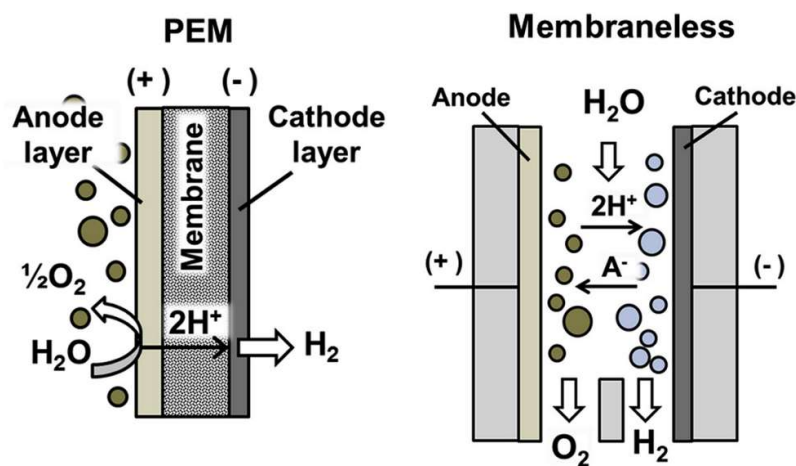 PEM
(+) (-)
Anode
layer
Membrane
Cathode
layer
½O₂
H₂O
2H⁺
H₂
Membraneless
Anode
H₂O
Cathode
2H⁺
A⁻
(+)
(-)
O₂
H₂